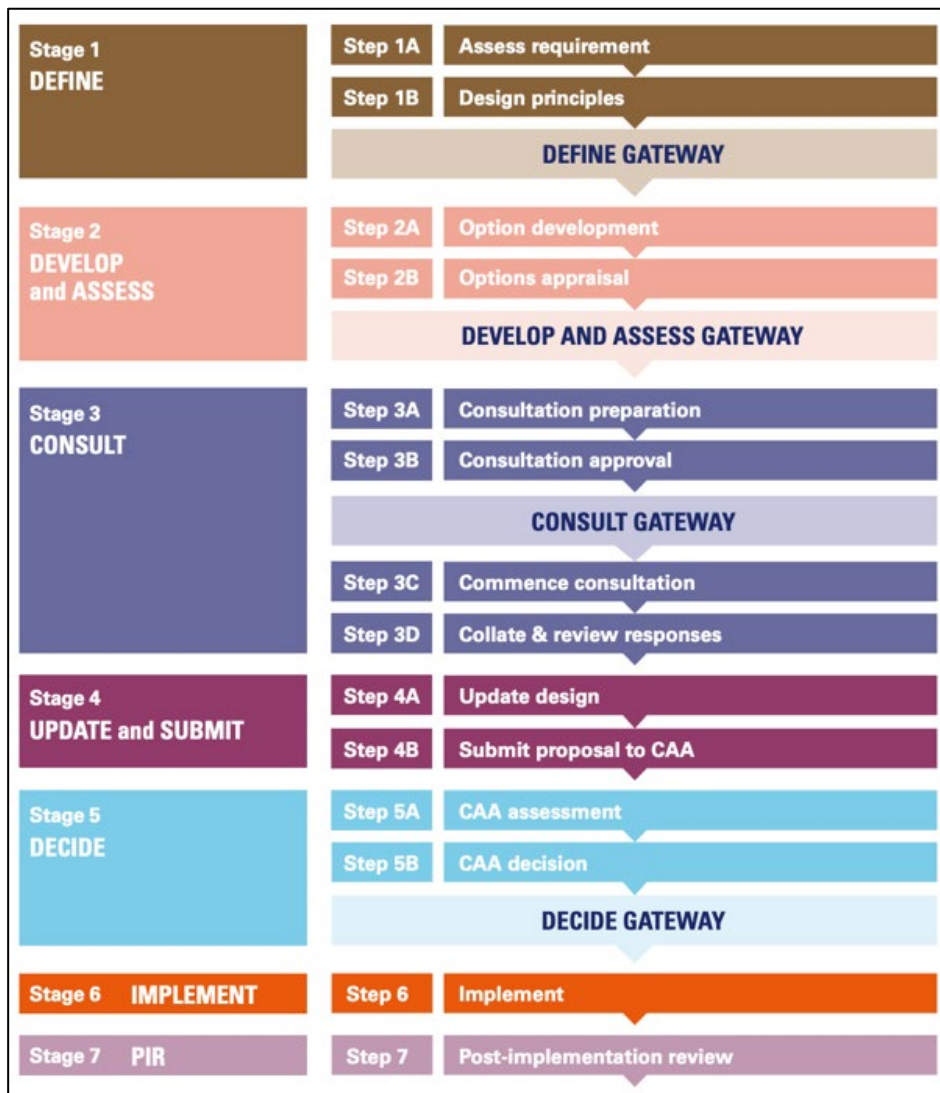 Stage 1
DEFINE
Step 1A Assess requirement
Step 1B Design principles
DEFINE GATEWAY
Stage 2
DEVELOP
and ASSESS
Step 2A Option development
Step 2B Options appraisal
DEVELOP AND ASSESS GATEWAY
Stage 3
CONSULT
Step 3A Consultation preparation
Step 3B Consultation approval
CONSULT GATEWAY
Step 3C Commence consultation
Step 3D Collate & review responses
Stage 4
UPDATE and SUBMIT
Step 4A Update design
Step 4B Submit proposal to CAA
Stage 5
DECIDE
Step 5A CAA assessment
Step 5B CAA decision
DECIDE GATEWAY
Stage 6 IMPLEMENT Step 6 Implement
Stage 7 PIR Step 7 Post-implementation review